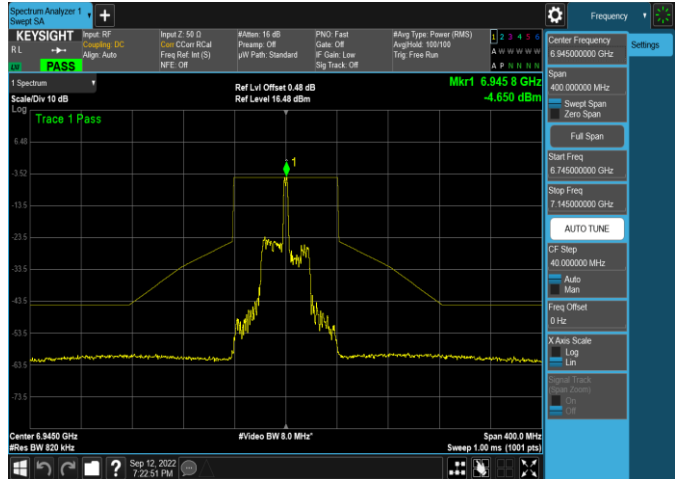 Spectrum Analyzer 1
Swept SA
Frequency
KEYSIGHT
RL
PASS
Input: RF
Coupling: DC
Align: Auto
Input Z: 50 Ω
Corr CCorr RCal
Freq Ref: Int (S)
NFE: Off
#Atten: 16 dB
Preamp: Off
µW Path: Standard
PNO: Fast
Gate: Off
IF Gain: Low
Sig Track: Off
#Avg Type: Power (RMS)
Avg|Hold: 100/100
Trig: Free Run
1 2 3 4 5 6
A W W W W W
A P N N N N
Center Frequency
6.945000000 GHz
Settings
Span
400.000000 MHz
Swept Span
Zero Span
Full Span
Start Freq
6.745000000 GHz
Stop Freq
7.145000000 GHz
AUTO TUNE
CF Step
40.000000 MHz
Auto
Man
Freq Offset
0 Hz
X Axis Scale
Log
Lin
Signal Track
(Span Zoom)
On
Off
1 Spectrum
Scale/Div 10 dB
Log
Ref Lvl Offset 0.48 dB
Ref Level 16.48 dBm
Mkr1 6.945 8 GHz
-4.650 dBm
Trace 1 Pass
1
6.48
-3.52
-13.5
-23.5
-33.5
-43.5
-53.5
-63.5
-73.5
Center 6.9450 GHz
#Res BW 820 kHz
#Video BW 8.0 MHz*
Span 400.0 MHz
Sweep 1.00 ms (1001 pts)
?
Sep 12, 2022
7:22:51 PM